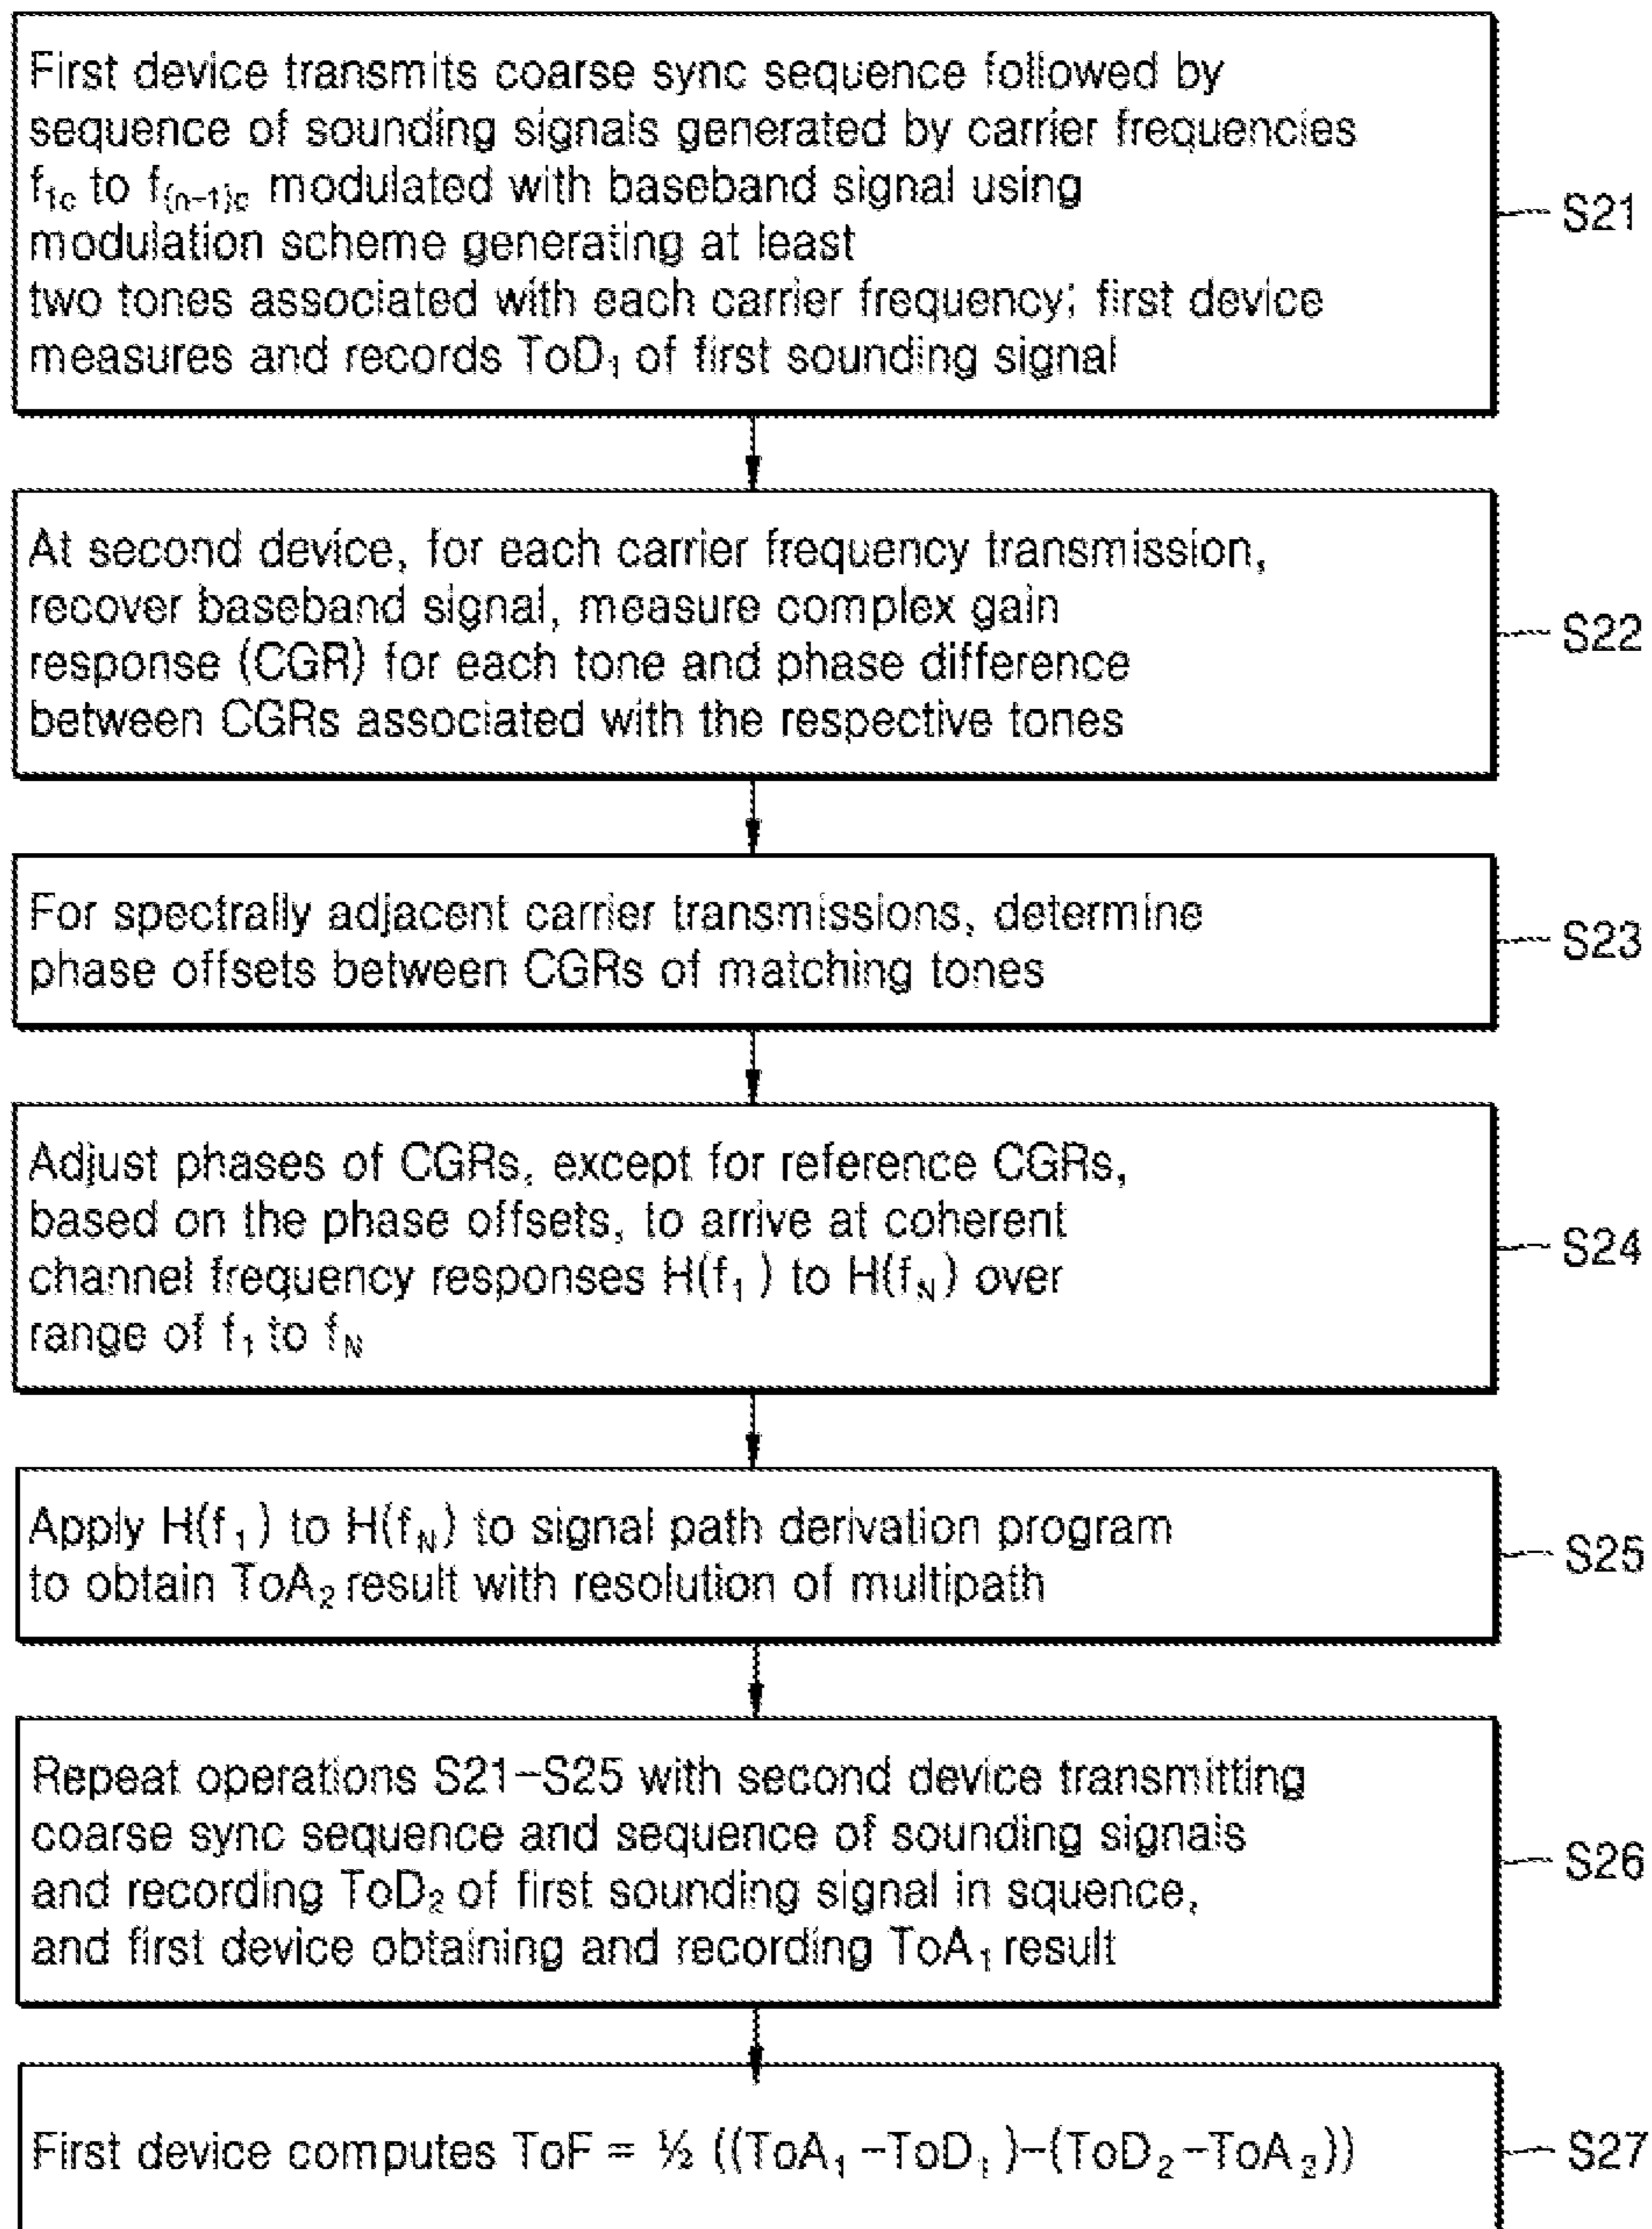 First device transmits coarse sync sequence followed by
sequence of sounding signals generated by carrier frequencies
f₁c to f(n−1)c modulated with baseband signal using
modulation scheme generating at least
two tones associated with each carrier frequency; first device
measures and records ToD₁ of first sounding signal
S21
At second device, for each carrier frequency transmission,
recover baseband signal, measure complex gain
response (CGR) for each tone and phase difference
between CGRs associated with the respective tones
S22
For spectrally adjacent carrier transmissions, determine
phase offsets between CGRs of matching tones
S23
Adjust phases of CGRs, except for reference CGRs,
based on the phase offsets, to arrive at coherent
channel frequency responses H(f₁) to H(f_N) over
range of f₁ to f_N
S24
Apply H(f₁) to H(f_N) to signal path derivation program
to obtain ToA₂ result with resolution of multipath
S25
Repeat operations S21−S25 with second device transmitting
coarse sync sequence and sequence of sounding signals
and recording ToD₂ of first sounding signal in squence,
and first device obtaining and recording ToA₁ result
S26
First device computes ToF = ½ ((ToA₁−ToD₁)−(ToD₂−ToA₂))
S27